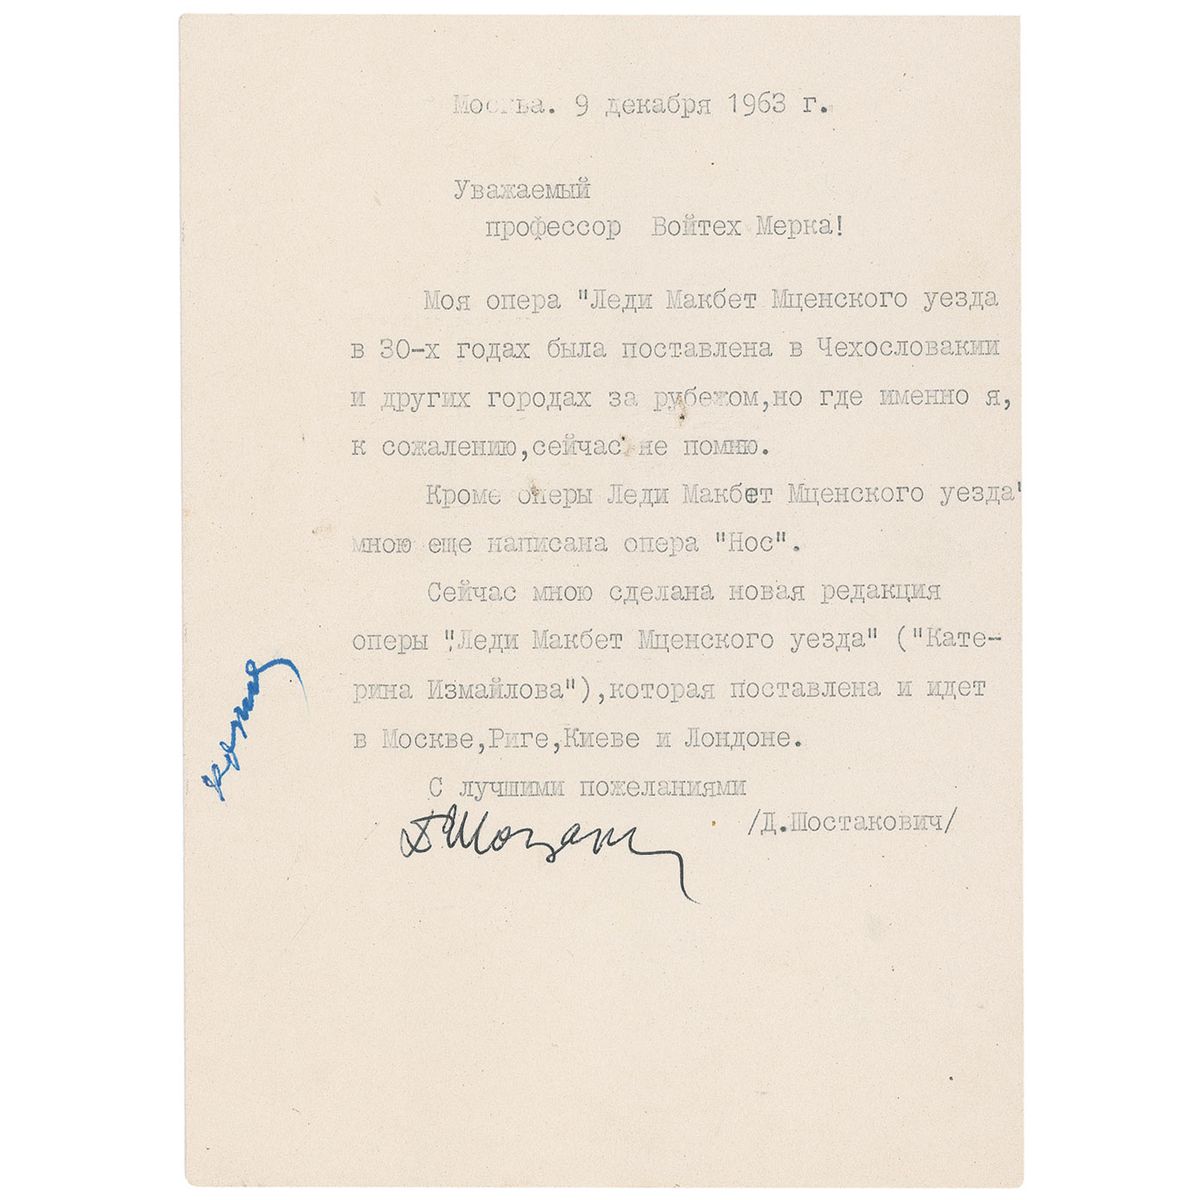 Москва. 9 декабря 1963 г.
Уважаемый
профессор Войтех Мерка!
Моя опера "Леди Макбет Мценского уезда
в 30-х годах была поставлена в Чехословакии
и других городах за рубежом,но где именно я,
к сожалению,сейчас не помню.
Кроме оперы Леди Макбет Мценского уезда"
мною еще написана опера "Нос".
Сейчас мною сделана новая редакция
оперы "Леди Макбет Мценского уезда" ("Кате-
рина Измайлова"),которая поставлена и идет
в Москве,Риге,Киеве и Лондоне.
С лучшими пожеланиями
/Д.Шостакович/